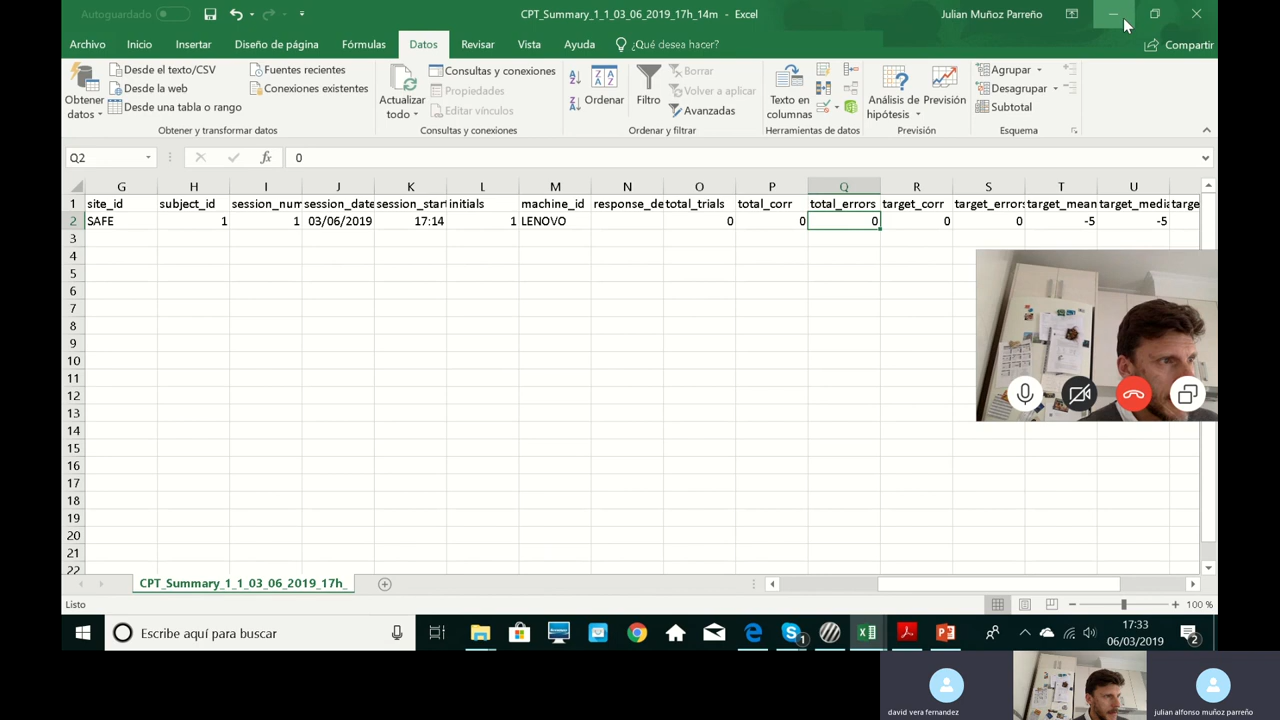 Autoguardado
CPT_Summary_1_1_03_06_2019_17h_14m - Excel
Julian Muñoz Parreño
Archivo Inicio Insertar Diseño de página Fórmulas Datos Revisar Vista Ayuda ¿Qué desea hacer? Compartir
Obtener datos
Desde el texto/CSV
Desde la web
Desde una tabla o rango
Fuentes recientes
Conexiones existentes
Obtener y transformar datos
Actualizar todo
Consultas y conexiones
Propiedades
Editar vínculos
Consultas y conexiones
Ordenar
Filtro
Borrar
Volver a aplicar
Avanzadas
Ordenar y filtrar
Texto en columnas
Herramientas de datos
Análisis de hipótesis
Previsión
Previsión
Agrupar
Desagrupar
Subtotal
Esquema
Q2 fx 0
G H I J K L M N O P Q R S T U
1 site_id subject_id session_num session_date session_start initials machine_id response_de total_trials total_corr total_errors target_corr target_errors target_mean target_media targe
2 SAFE 1 1 03/06/2019 17:14 1 LENOVO 0 0 0 0 0 -5 -5
3
4
5
6
7
8
9
10
11
12
13
14
15
16
17
18
19
20
21
22
CPT_Summary_1_1_03_06_2019_17h_
Listo
100 %
Escribe aquí para buscar
1
17:33
06/03/2019
2
david vera fernandez
julian alfonso muñoz parreño